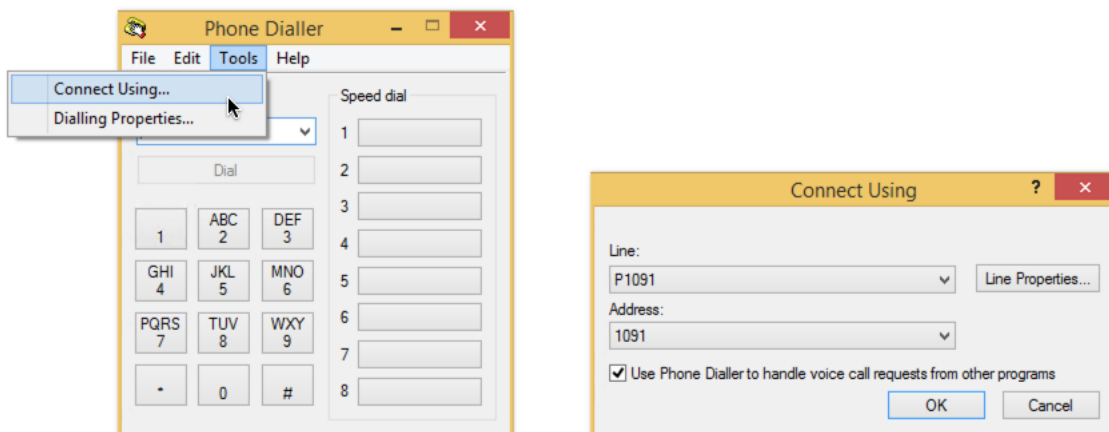 Phone Dialler
File Edit Tools Help
Connect Using...
Dialling Properties...
Speed dial
1
Dial
2
3
4
5
6
7
8
1
ABC
2
DEF
3
GHI
4
JKL
5
MNO
6
PQRS
7
TUV
8
WXY
9
*
0
#
Connect Using
?
Line:
P1091
Line Properties...
Address:
1091
Use Phone Dialler to handle voice call requests from other programs
OK Cancel